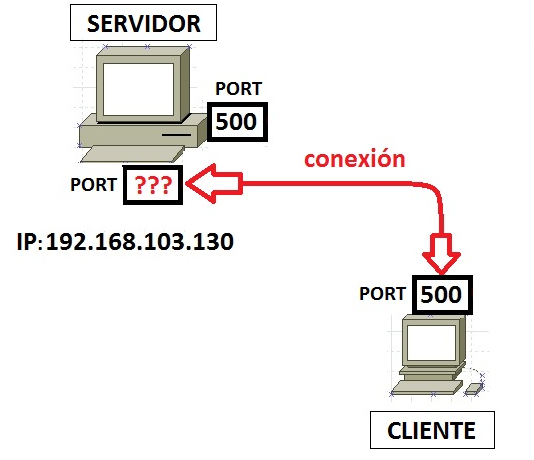 SERVIDOR
PORT
500
conexión
PORT ???
IP: 192.168.103.130
PORT 500
CLIENTE